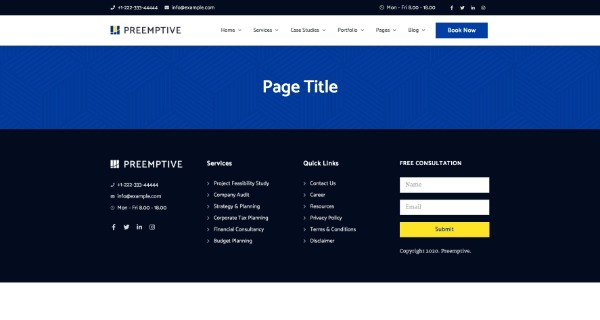 +1-222-333-44444 info@example.com Mon - Fri 8.00 - 18.00
PREEMPTIVE Home Services Case Studies Portfolio Pages Blog Book Now
Page Title
PREEMPTIVE
+1-222-333-44444
info@example.com
Mon - Fri 8.00 - 18.00
Services
Project Feasibility Study
Company Audit
Strategy & Planning
Corporate Tax Planning
Financial Consultancy
Budget Planning
Quick Links
Contact Us
Career
Resources
Privacy Policy
Terms & Conditions
Disclaimer
FREE CONSULTATION
Name
Email
Submit
Copyright 2020. Preemptive.